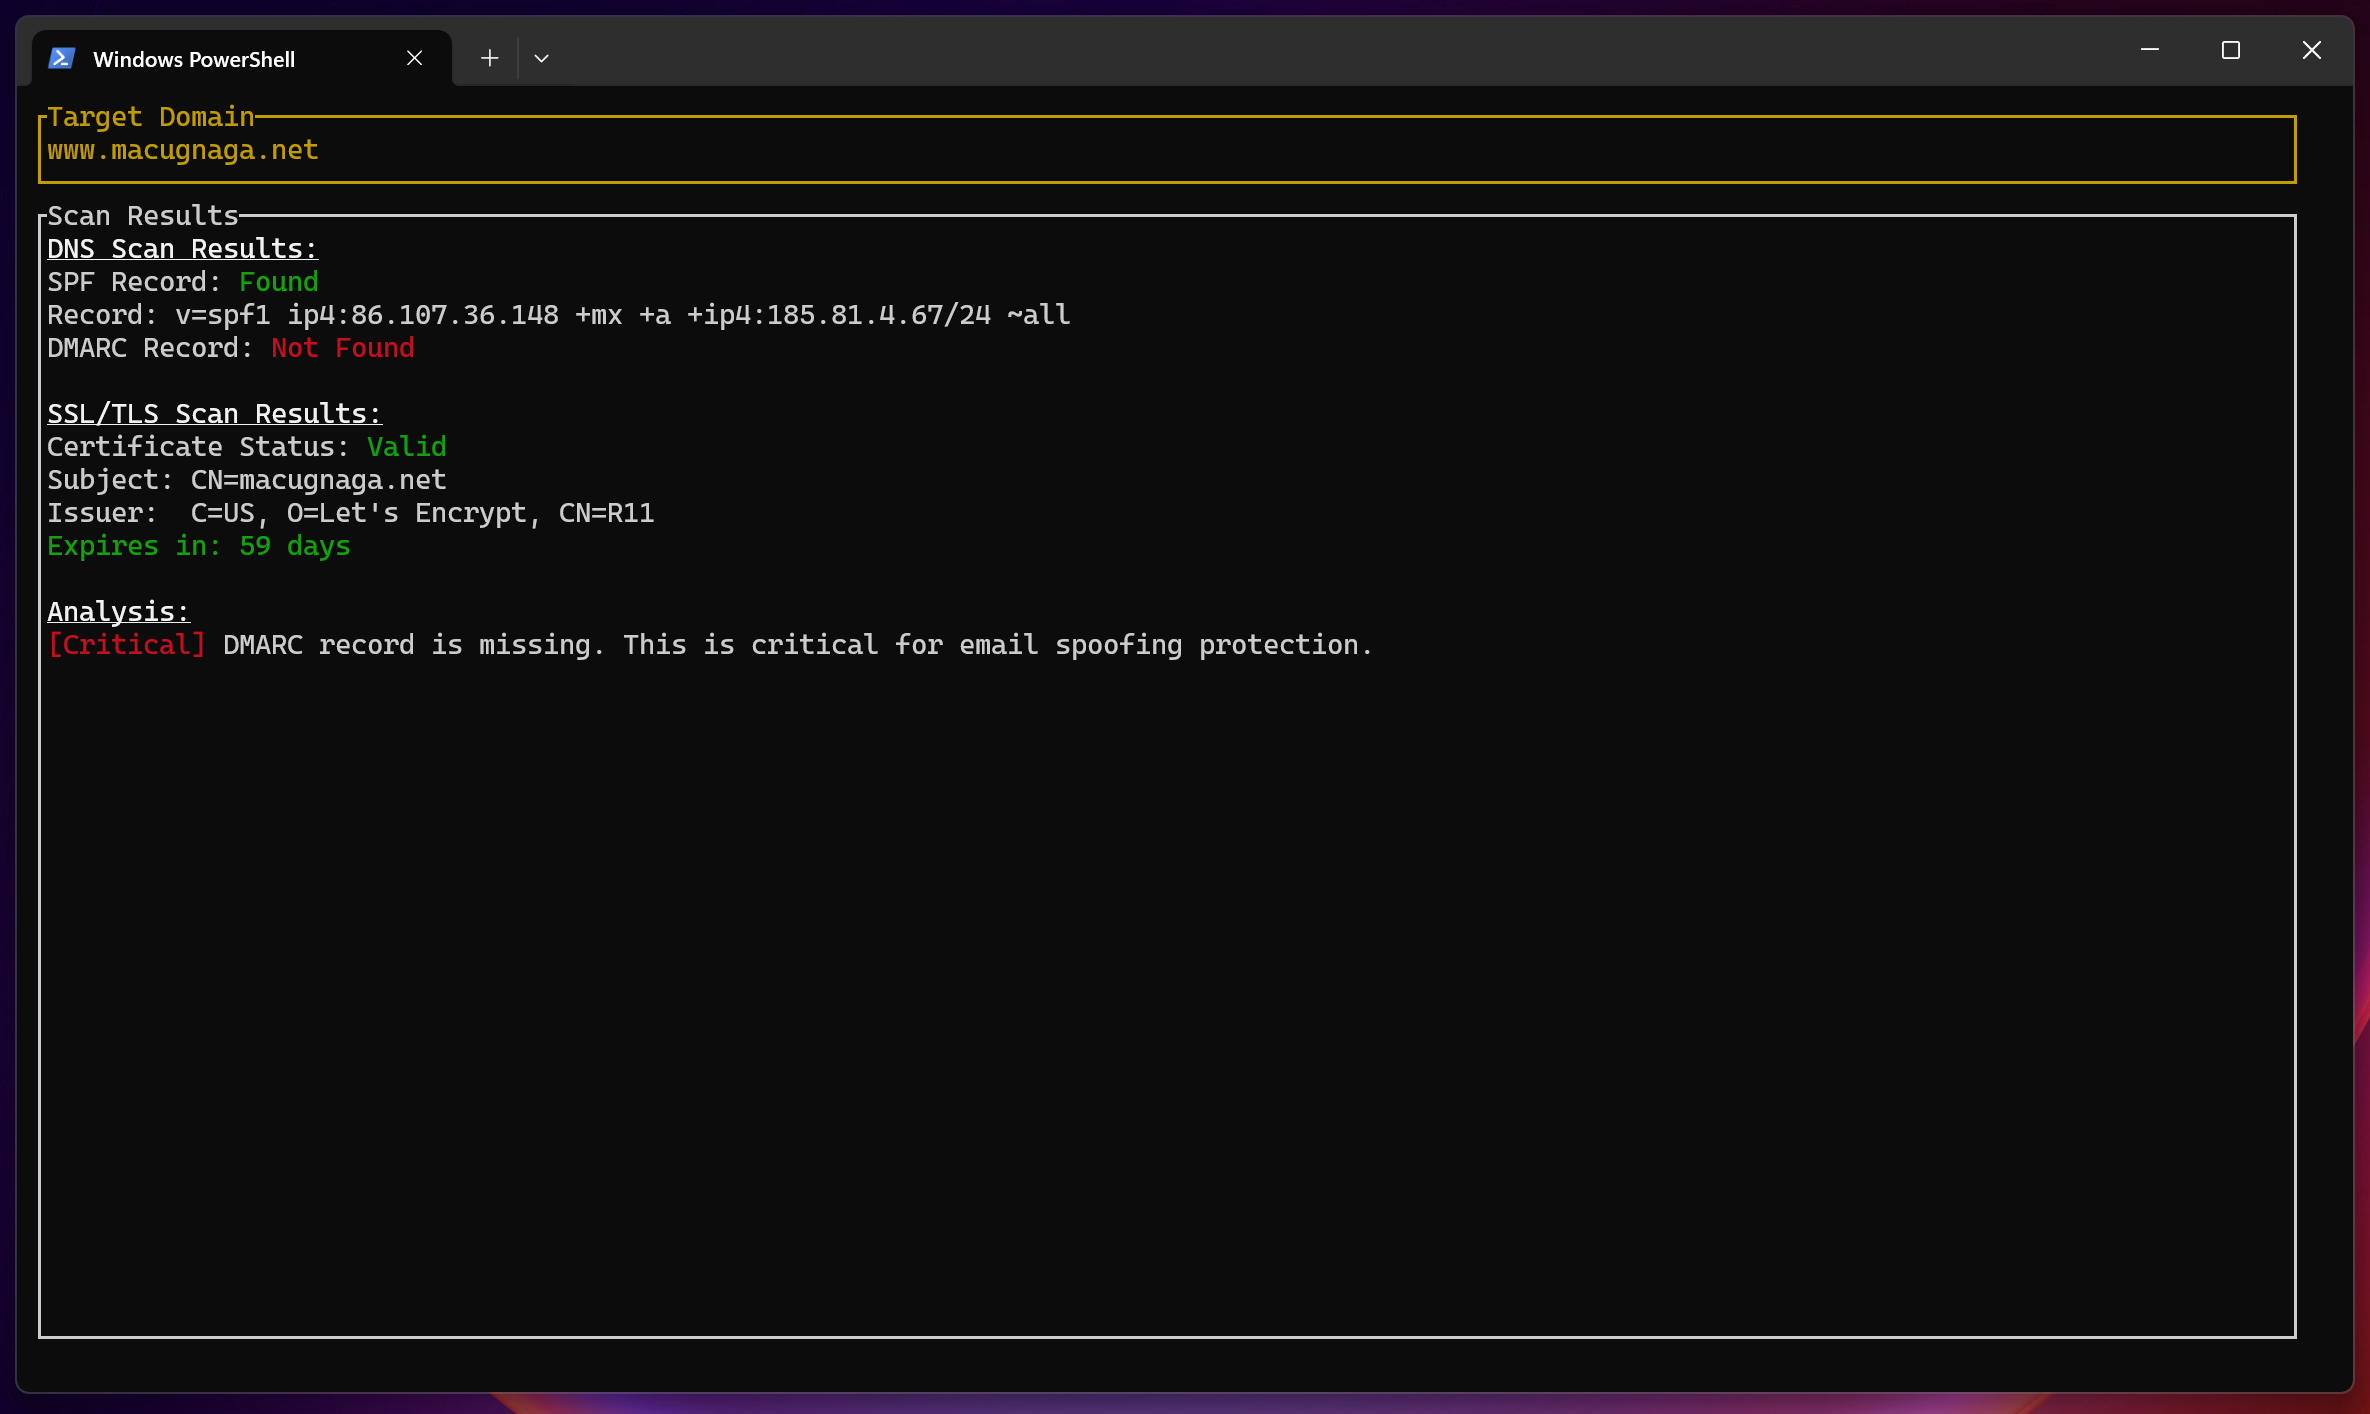 Windows PowerShell
Target Domain
www.macugnaga.net
Scan Results
DNS Scan Results:
SPF Record: Found
Record: v=spf1 ip4:86.107.36.148 +mx +a +ip4:185.81.4.67/24 ~all
DMARC Record: Not Found
SSL/TLS Scan Results:
Certificate Status: Valid
Subject: CN=macugnaga.net
Issuer:  C=US, O=Let's Encrypt, CN=R11
Expires in: 59 days
Analysis:
[Critical] DMARC record is missing. This is critical for email spoofing protection.